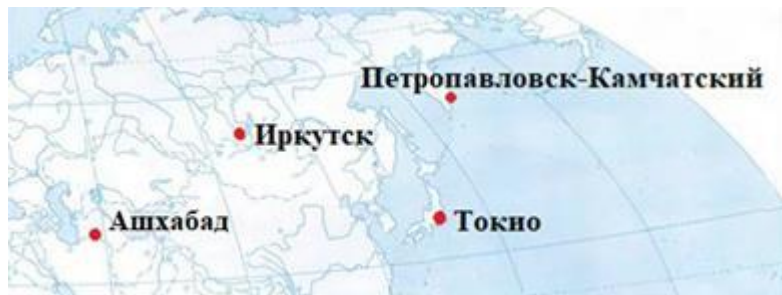 Петропавловск-Камчатский
Иркутск
Ашхабад
Токио